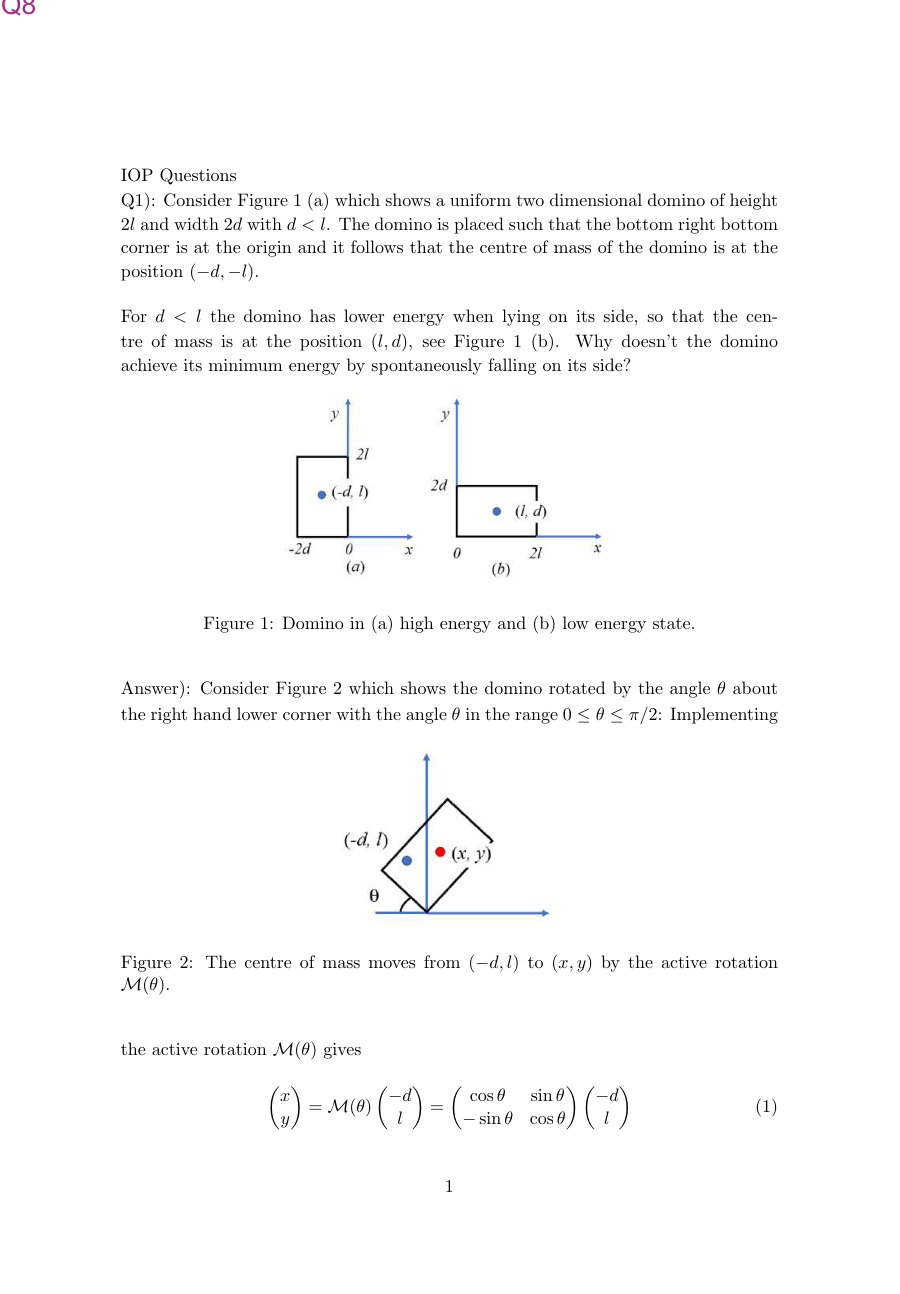 Q8
IOP Questions
Q1): Consider Figure 1 (a) which shows a uniform two dimensional domino of height
2l and width 2d with d < l. The domino is placed such that the bottom right bottom
corner is at the origin and it follows that the centre of mass of the domino is at the
position (−d, −l).
For d < l the domino has lower energy when lying on its side, so that the cen-
tre of mass is at the position (l, d), see Figure 1 (b). Why doesn't the domino
achieve its minimum energy by spontaneously falling on its side?
y
2l
(-d, l)
-2d 0 x
(a)
y
2d
(l, d)
0 2l x
(b)
Figure 1: Domino in (a) high energy and (b) low energy state.
Answer): Consider Figure 2 which shows the domino rotated by the angle θ about
the right hand lower corner with the angle θ in the range 0 ≤ θ ≤ π/2: Implementing
(-d, l)
(x, y)
θ
Figure 2: The centre of mass moves from (−d, l) to (x, y) by the active rotation
ℳ(θ).
the active rotation ℳ(θ) gives
(x y) = ℳ(θ) (−d l) = (cos θ sin θ −sin θ cos θ) (−d l) (1)
1